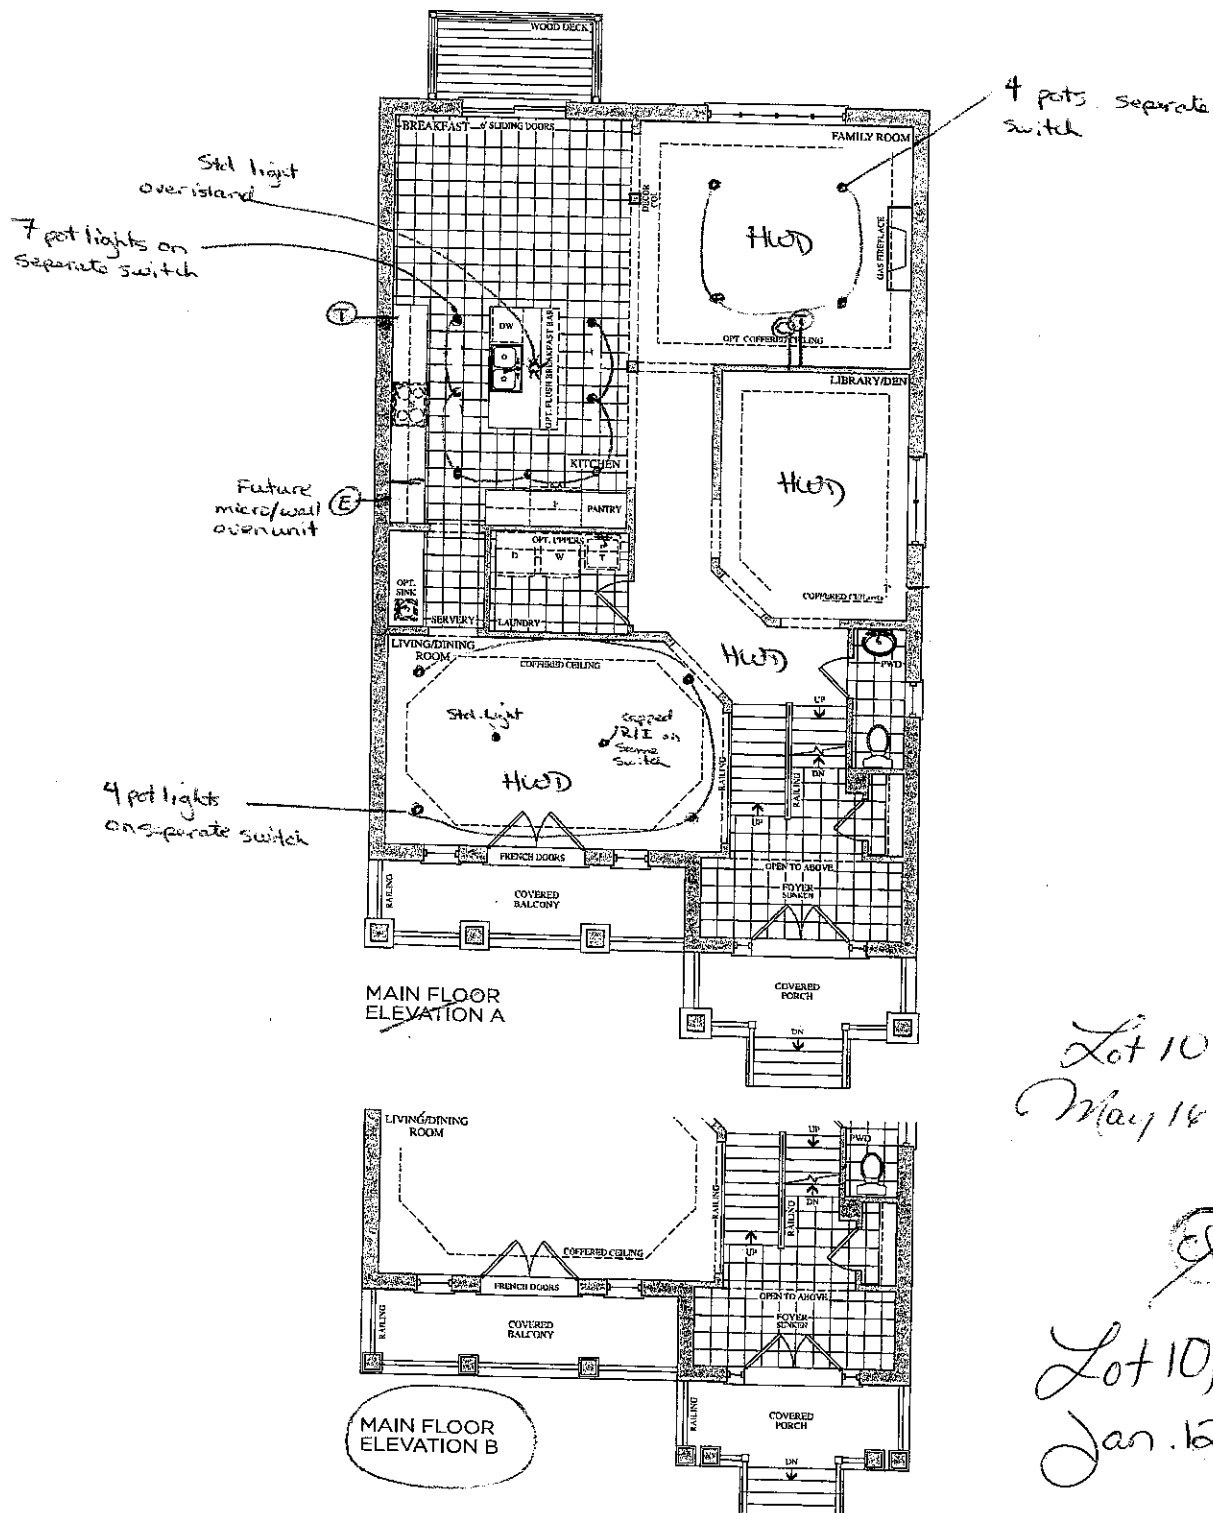 WOOD DECK
4 pots separate
switch
BREAKFAST
6' SLIDING DOORS
FAMILY ROOM
Std light
over island
DECOR
COL
HWD
GAS FIREPLACE
7 pot lights on
separate switch
T
DW
OPT. FLUSH BREAKFAST BAR
OPT COFFERED CEILING
LIBRARY/DEN
KITCHEN
HWD
Future
micro/wall
oven unit
E
F
PANTRY
OPT. UPPERS
D
W
T
OPT.
SINK
COFFERED CEILING
SERVERY
LAUNDRY
LIVING/DINING
ROOM
COFFERED CEILING
HWD
PWD
UP
Std. Light
capped
R/I on
Same
Switch
HWD
RAILING
RAILING
DN
UP
4 pot lights
on separate switch
FRENCH DOORS
OPEN TO ABOVE
FOYER
SUNKEN
RAILING
COVERED
BALCONY
MAIN FLOOR
ELEVATION A
COVERED
PORCH
DN
Lot 10
May 18
LIVING/DINING
ROOM
UP
PWD
RAILING
RAILING
DN
UP
COFFERED CEILING
FRENCH DOORS
OPEN TO ABOVE
FOYER
SUNKEN
RAILING
COVERED
BALCONY
Lot 10,
Jan. 12
MAIN FLOOR
ELEVATION B
RAILING
COVERED
PORCH
DN